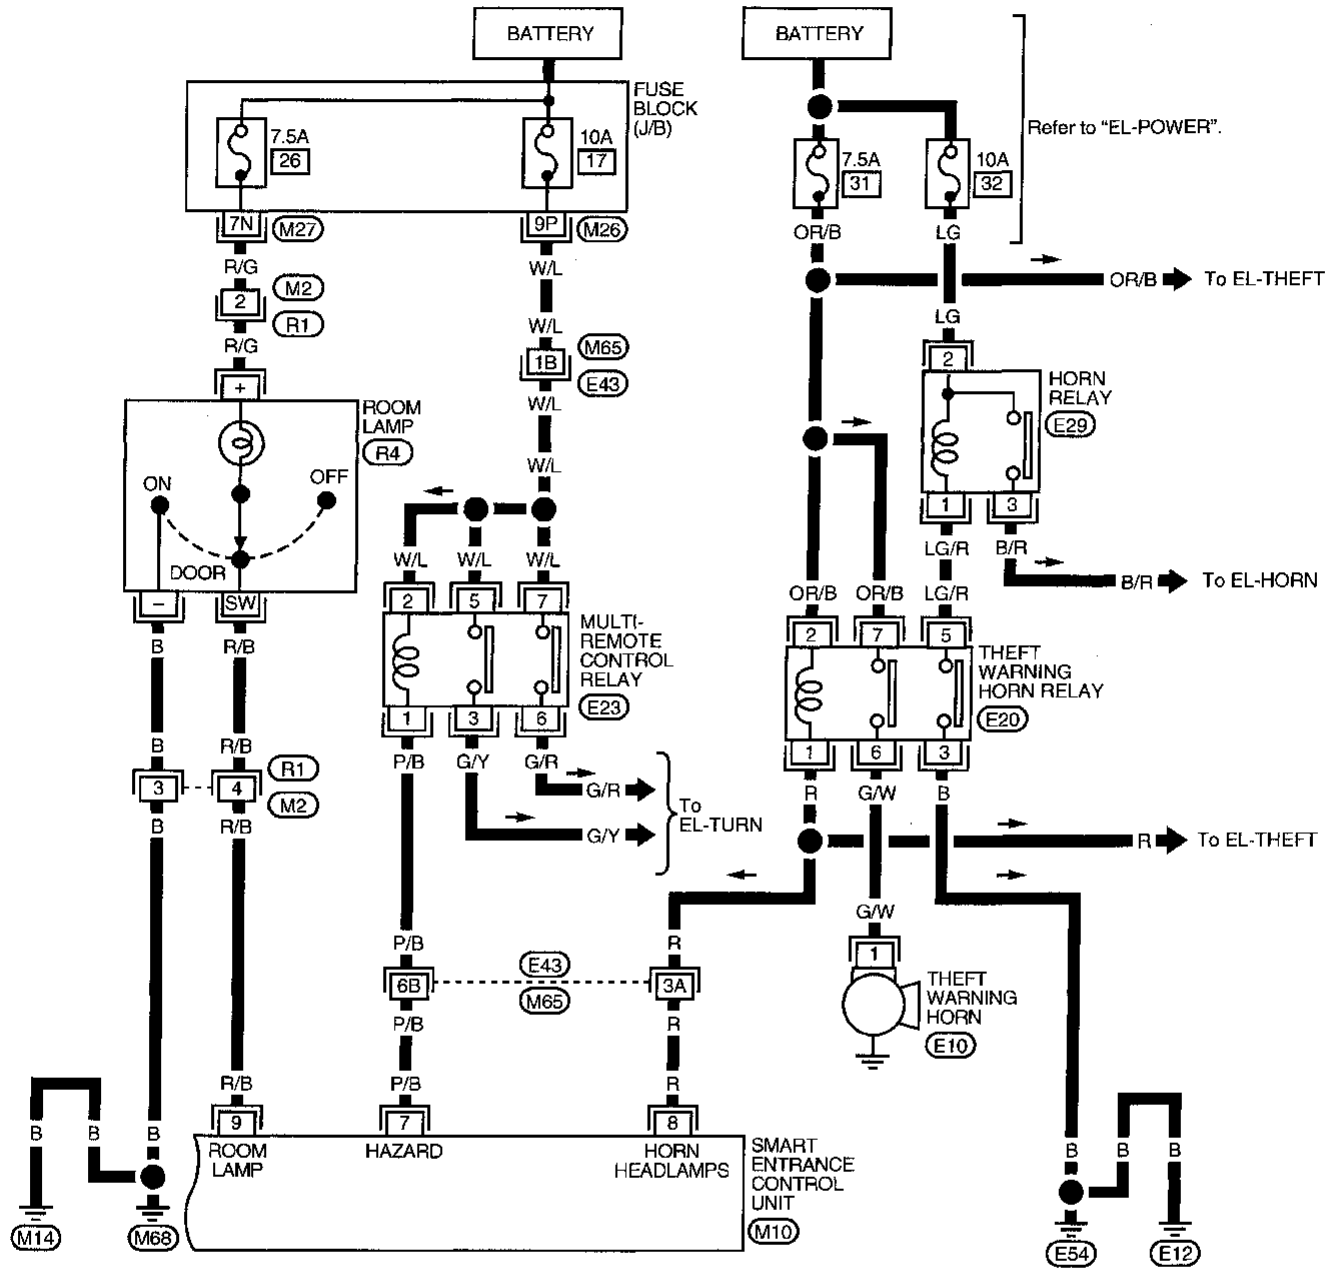 BATTERY
BATTERY
FUSE
BLOCK
(J/B)
7.5A
26
10A
17
7.5A
31
10A
32
Refer to "EL-POWER".
7N
M27
9P
M26
OR/B
LG
R/G
W/L
OR/B
To EL-THEFT
2
M2
R1
R/G
W/L
1B
M65
E43
W/L
LG
2
HORN
RELAY
E29
+
ROOM
LAMP
R4
ON
OFF
DOOR
W/L
1
3
LG/R
B/R
B/R
To EL-HORN
W/L
W/L
W/L
OR/B
OR/B
LG/R
–
SW
2
5
7
MULTI-
REMOTE
CONTROL
RELAY
E23
2
7
5
THEFT
WARNING
HORN RELAY
E20
B
R/B
1
3
6
1
6
3
B
R/B
P/B
G/Y
G/R
R
G/W
B
3
4
R1
M2
G/R
G/Y
To
EL-TURN
B
R/B
R
To EL-THEFT
G/W
P/B
R
1
6B
E43
M65
3A
THEFT
WARNING
HORN
E10
P/B
R
R/B
P/B
R
9
7
8
B
B
B
ROOM
LAMP
HAZARD
HORN
HEADLAMPS
SMART
ENTRANCE
CONTROL
UNIT
M10
B
B
B
M14
M68
E54
E12